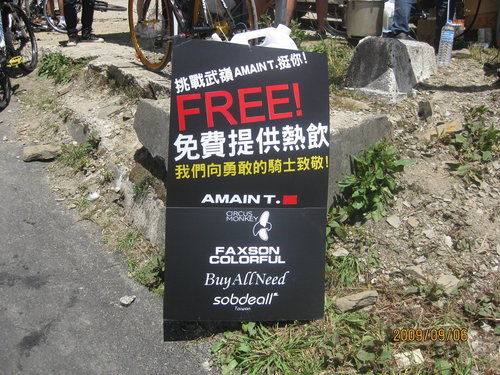 挑戰武嶺AMAIN T.挺你!
FREE!
免費提供熱飲
我們向勇敢的騎士致敬!
AMAIN T.
CIRCUS
MONKEY
FAXSON
COLORFUL
BuyAllNeed
sobdeall
Taiwan
2009/09/06